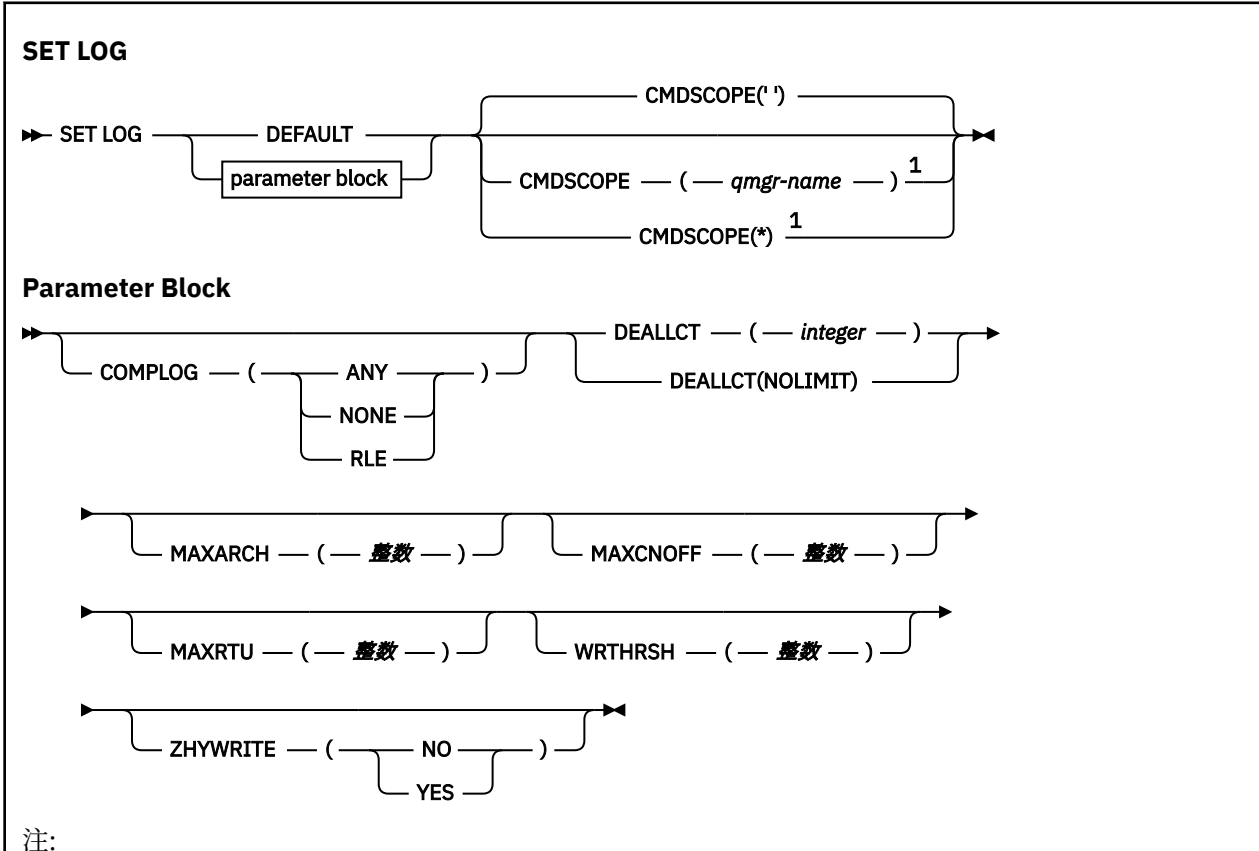 SET LOG
CMDSCOPE(' ')
SET LOG DEFAULT
parameter block
CMDSCOPE ( qmgr-name ) 1
CMDSCOPE(*) 1
Parameter Block
DEALLCT ( integer )
COMPLOG ( ANY ) DEALLCT(NOLIMIT)
NONE
RLE
MAXARCH ( 整数 ) MAXCNOFF ( 整数 )
MAXRTU ( 整数 ) WRTHRSH ( 整数 )
ZHYWRITE ( NO )
YES
注: